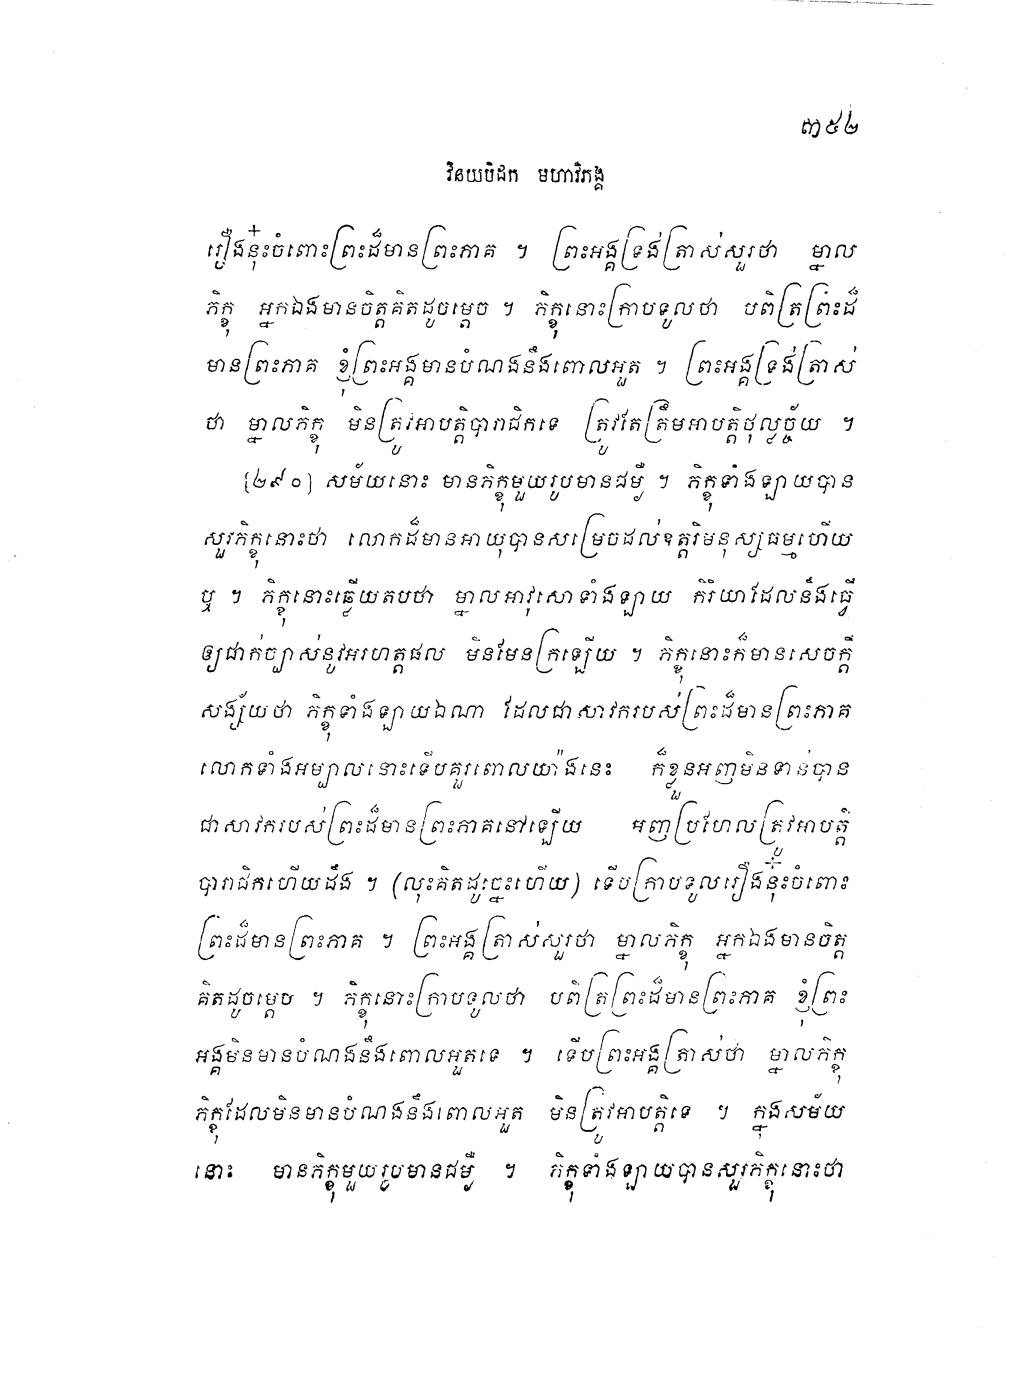 ៣៥២
វិនយបិដក មហាវិភង្គ
រឿងនុ៎ះចំពោះព្រះដ៏មានព្រះភាគ ។ ព្រះអង្គទ្រង់ត្រាស់សួរថា ម្នាល
ភិក្ខុ អ្នកឯងមានចិត្តគិតដូចម្តេច ។ ភិក្ខុនោះក្រាបទូលថា បពិត្រព្រះដ៏
មានព្រះភាគ ខ្ញុំព្រះអង្គមានបំណងនឹងពោលអួត ។ ព្រះអង្គទ្រង់ត្រាស់
ថា ម្នាលភិក្ខុ មិនត្រូវអាបត្តិបារាជិកទេ ត្រូវតែត្រឹមអាបត្តិថុល្លច្ច័យ ។
[២៩០] សម័យនោះ មានភិក្ខុមួយរូបមានជម្ងឺ ។ ភិក្ខុទាំងឡាយបាន
សួរភិក្ខុនោះថា លោកដ៏មានអាយុបានសម្រេចដល់ឧត្តរិមនុស្សធម្មហើយ
ឬ ។ ភិក្ខុនោះឆ្លើយតបថា ម្នាលអាវុសោទាំងឡាយ កិរិយាដែលនឹងធ្វើ
ឲ្យជាក់ច្បាស់នូវអរហត្តផល មិនមែនក្រឡើយ ។ ភិក្ខុនោះក៏មានសេចក្តី
សង្ស័យថា ភិក្ខុទាំងឡាយឯណា ដែលជាសាវករបស់ព្រះដ៏មានព្រះភាគ
លោកទាំងអម្បាលនោះទើបគួរពោលយ៉ាងនេះ ក៏ខ្លួនអញមិនទាន់បាន
ជាសាវករបស់ព្រះដ៏មានព្រះភាគនៅឡើយ អញប្រហែលត្រូវអាបត្តិ
បារាជិកហើយដឹង ។ (លុះគិតដូច្នេះហើយ) ទើបក្រាបទូលរឿងនុ៎ះចំពោះ
ព្រះដ៏មានព្រះភាគ ។ ព្រះអង្គត្រាស់សួរថា ម្នាលភិក្ខុ អ្នកឯងមានចិត្ត
គិតដូចម្តេច ។ ភិក្ខុនោះក្រាបទូលថា បពិត្រព្រះដ៏មានព្រះភាគ ខ្ញុំព្រះ
អង្គមិនមានបំណងនឹងពោលអួតទេ ។ ទើបព្រះអង្គត្រាស់ថា ម្នាលភិក្ខុ
ភិក្ខុដែលមិនមានបំណងនឹងពោលអួត មិនត្រូវអាបត្តិទេ ។ ក្នុងសម័យ
នោះ មានភិក្ខុមួយរូបមានជម្ងឺ ។ ភិក្ខុទាំងឡាយបានសួរភិក្ខុនោះថា